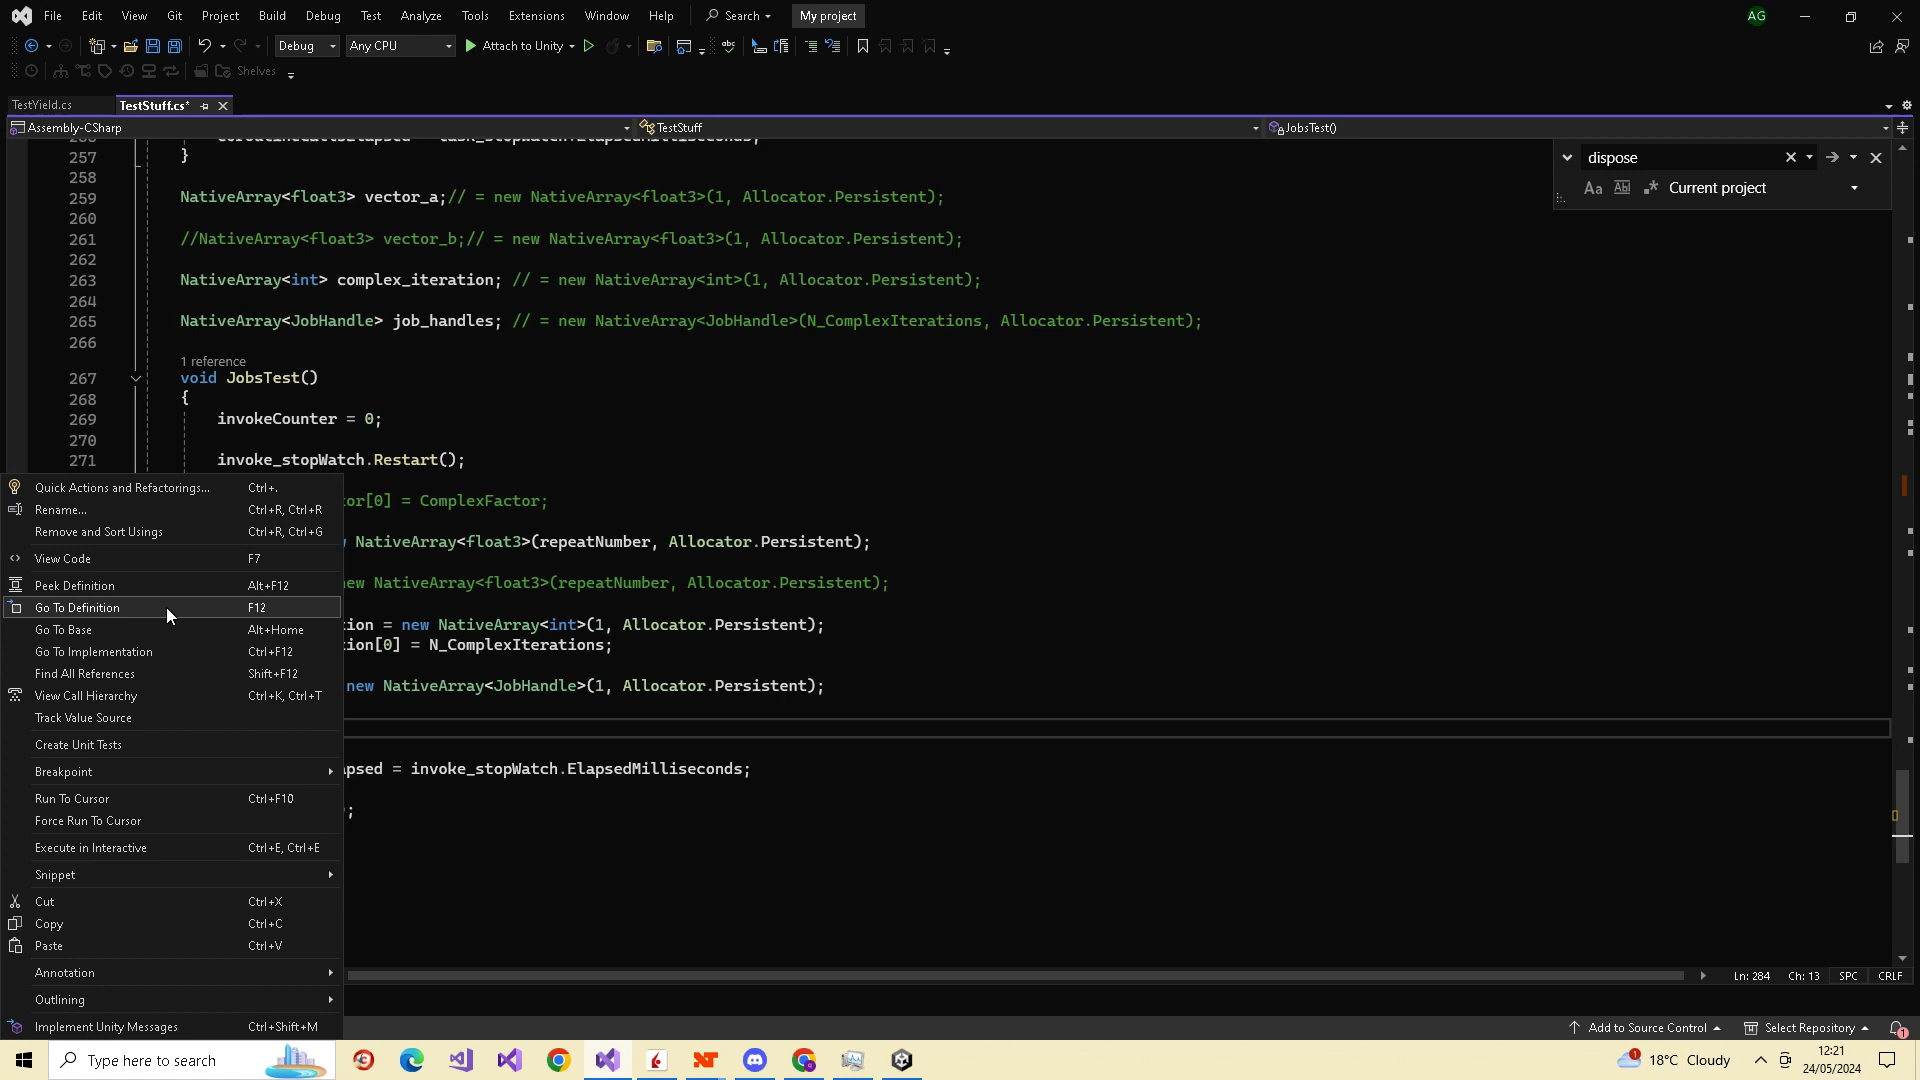 File Edit View Git Project Build Debug Test Analyze Tools Extensions Window Help Search My project AG
Debug Any CPU Attach to Unity
Shelves
TestYield.cs TestStuff.cs*
Assembly-CSharp TestStuff JobsTest()
257 }
258
259 NativeArray<float3> vector_a;// = new NativeArray<float3>(1, Allocator.Persistent);
260
261 //NativeArray<float3> vector_b;// = new NativeArray<float3>(1, Allocator.Persistent);
262
263 NativeArray<int> complex_iteration; // = new NativeArray<int>(1, Allocator.Persistent);
264
265 NativeArray<JobHandle> job_handles; // = new NativeArray<JobHandle>(N_ComplexIterations, Allocator.Persistent);
266
1 reference
267 void JobsTest()
268 {
269 invokeCounter = 0;
270
271 invoke_stopWatch.Restart();
tor[0] = ComplexFactor;
NativeArray<float3>(repeatNumber, Allocator.Persistent);
new NativeArray<float3>(repeatNumber, Allocator.Persistent);
tion = new NativeArray<int>(1, Allocator.Persistent);
tion[0] = N_ComplexIterations;
new NativeArray<JobHandle>(1, Allocator.Persistent);
apsed = invoke_stopWatch.ElapsedMilliseconds;
;
dispose
Aa Ab Current project
Quick Actions and Refactorings... Ctrl+.
Rename... Ctrl+R, Ctrl+R
Remove and Sort Usings Ctrl+R, Ctrl+G
View Code F7
Peek Definition Alt+F12
Go To Definition F12
Go To Base Alt+Home
Go To Implementation Ctrl+F12
Find All References Shift+F12
View Call Hierarchy Ctrl+K, Ctrl+T
Track Value Source
Create Unit Tests
Breakpoint
Run To Cursor Ctrl+F10
Force Run To Cursor
Execute in Interactive Ctrl+E, Ctrl+E
Snippet
Cut Ctrl+X
Copy Ctrl+C
Paste Ctrl+V
Annotation
Outlining
Implement Unity Messages Ctrl+Shift+M
Ln: 284 Ch: 13 SPC CRLF
Add to Source Control Select Repository 1
Type here to search
1 18°C Cloudy
12:21
24/05/2024